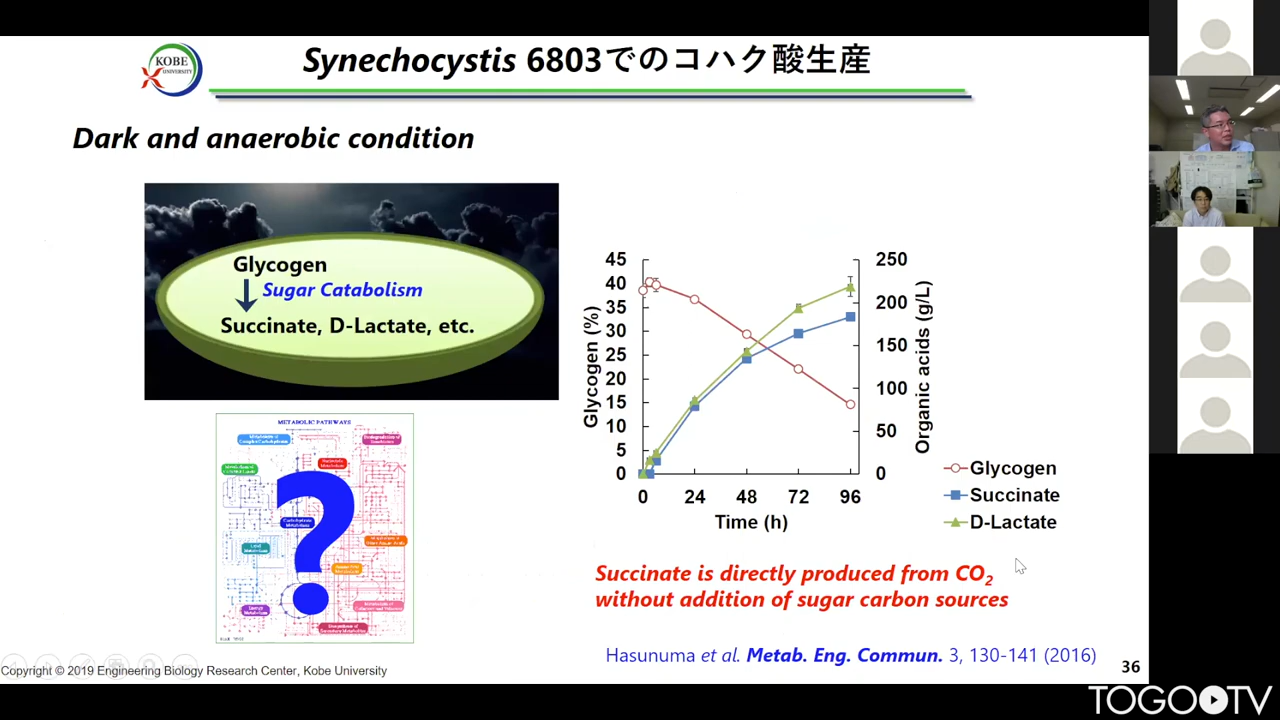 KOBE
UNIVERSITY
Synechocystis 6803でのコハク酸生産
Dark and anaerobic condition
Glycogen
Sugar Catabolism
Succinate, D-Lactate, etc.
METABOLIC PATHWAYS
?
Glycogen (%)
45
40
35
30
25
20
15
10
5
0
250
200
150
100
50
0
Organic acids (g/L)
0 24 48 72 96
Time (h)
Glycogen
Succinate
D-Lactate
Succinate is directly produced from CO2
without addition of sugar carbon sources
Hasunuma et al. Metab. Eng. Commun. 3, 130-141 (2016)
Copyright © 2019 Engineering Biology Research Center, Kobe University
36
TOGOTV